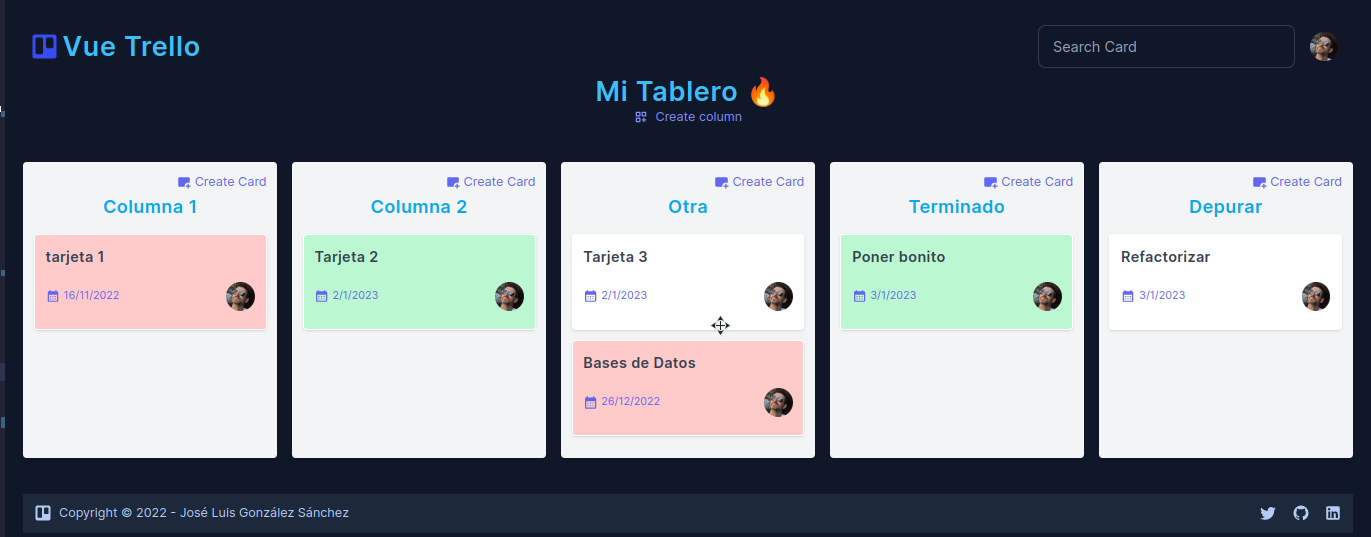 Vue Trello
Search Card
Mi Tablero 🔥
Create column
Create Card
Columna 1
tarjeta 1
16/11/2022
Create Card
Columna 2
Tarjeta 2
2/1/2023
Create Card
Otra
Tarjeta 3
2/1/2023
Bases de Datos
26/12/2022
Create Card
Terminado
Poner bonito
3/1/2023
Create Card
Depurar
Refactorizar
3/1/2023
Copyright © 2022 - José Luis González Sánchez